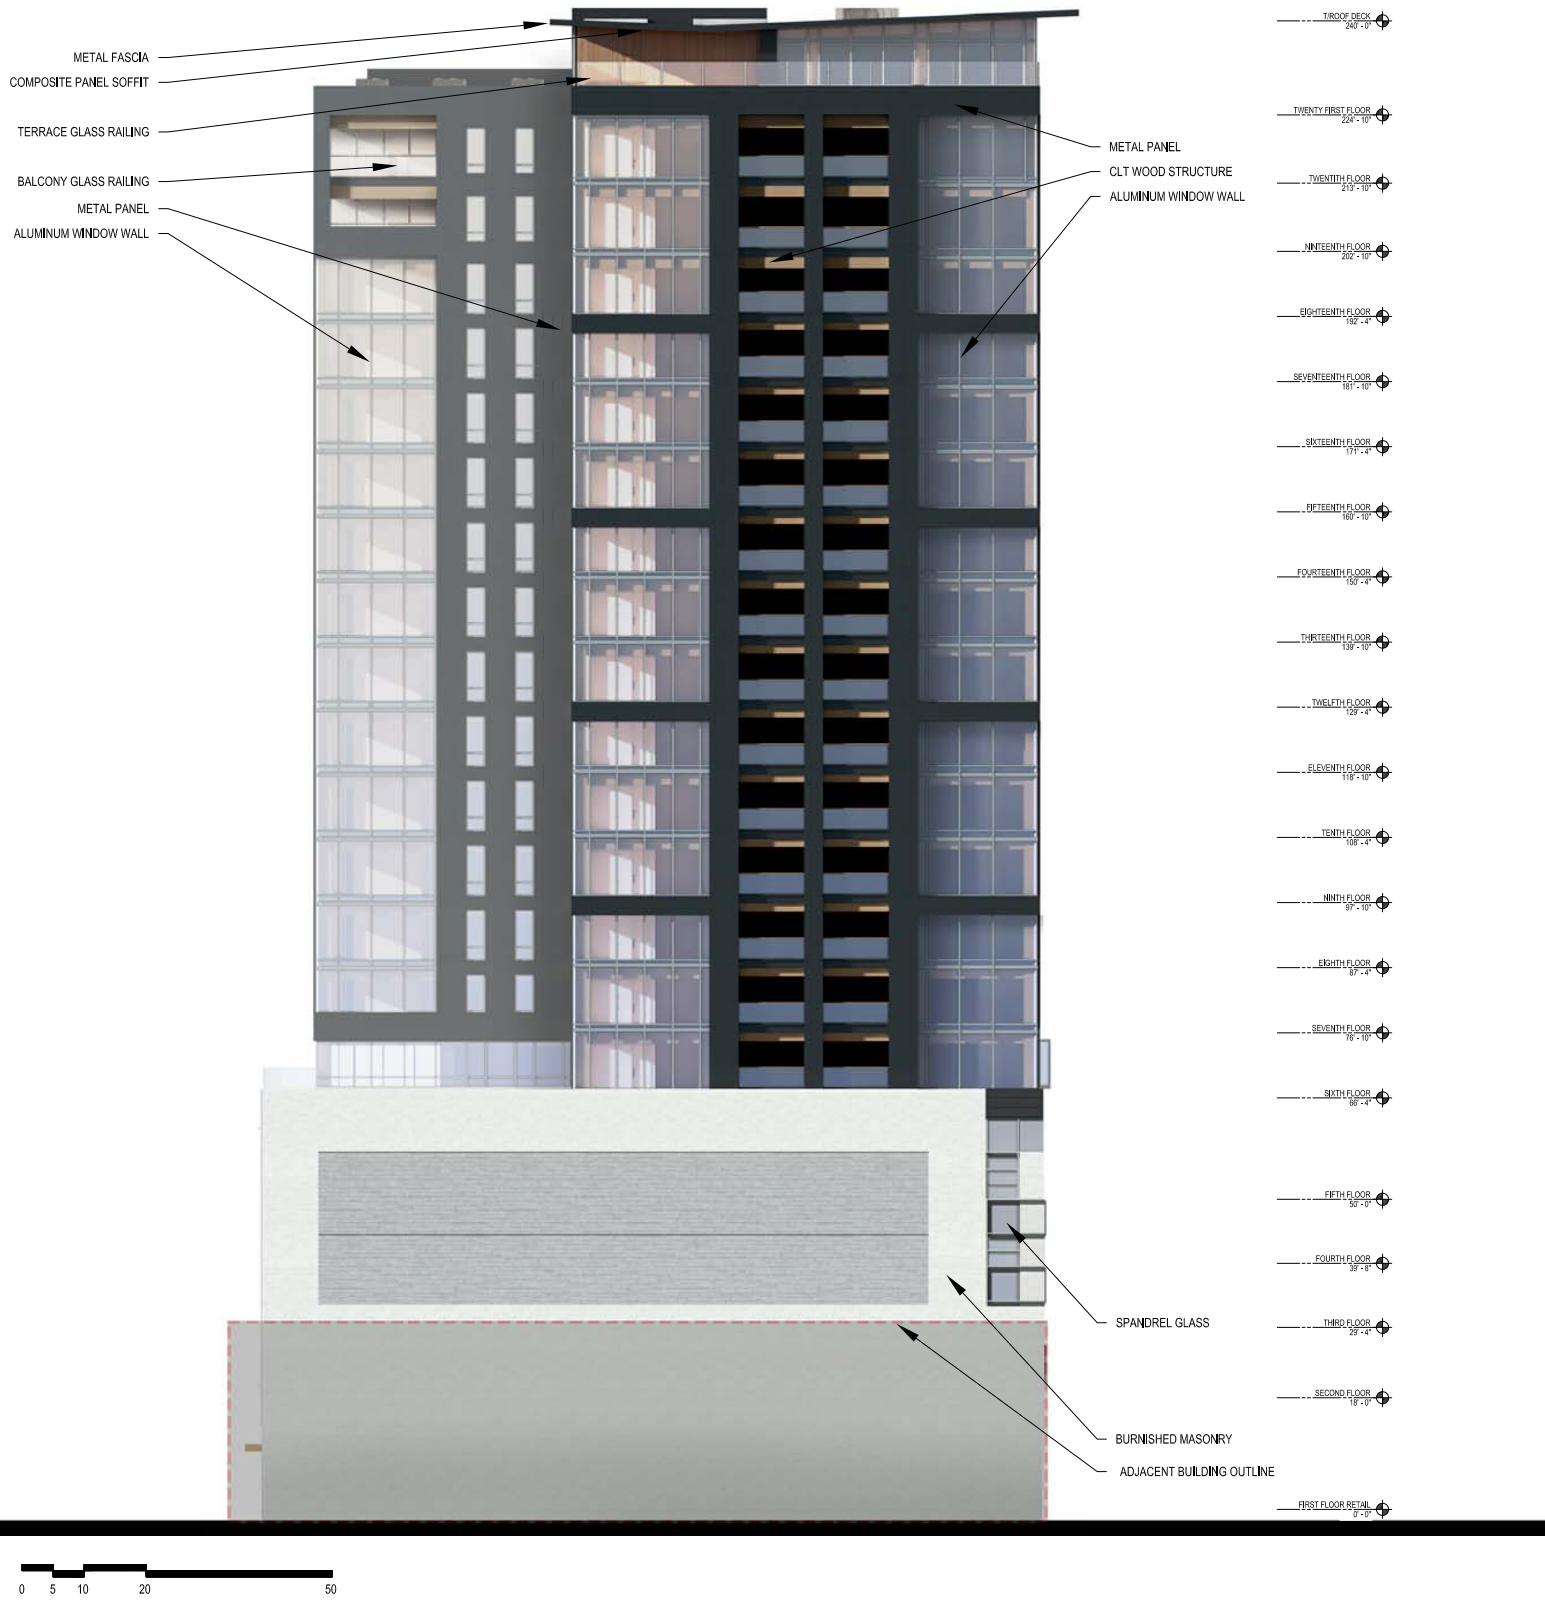 METAL FASCIA
COMPOSITE PANEL SOFFIT
TERRACE GLASS RAILING
BALCONY GLASS RAILING
METAL PANEL
ALUMINUM WINDOW WALL
METAL PANEL
CLT WOOD STRUCTURE
ALUMINUM WINDOW WALL
SPANDREL GLASS
BURNISHED MASONRY
ADJACENT BUILDING OUTLINE
T/ROOF DECK
240' - 0"
TWENTY FIRST FLOOR
224' - 10"
TWENTITH FLOOR
213' - 10"
NINTEENTH FLOOR
202' - 10"
EIGHTEENTH FLOOR
192' - 4"
SEVENTEENTH FLOOR
181' - 10"
SIXTEENTH FLOOR
171' - 4"
FIFTEENTH FLOOR
160' - 10"
FOURTEENTH FLOOR
150' - 4"
THIRTEENTH FLOOR
139' - 10"
TWELFTH FLOOR
129' - 4"
ELEVENTH FLOOR
118' - 10"
TENTH FLOOR
108' - 4"
NINTH FLOOR
97' - 10"
EIGHTH FLOOR
87' - 4"
SEVENTH FLOOR
76' - 10"
SIXTH FLOOR
66' - 4"
FIFTH FLOOR
50' - 0"
FOURTH FLOOR
39' - 8"
THIRD FLOOR
29' - 4"
SECOND FLOOR
18' - 0"
FIRST FLOOR RETAIL
0' - 0"
0 5 10 20 50